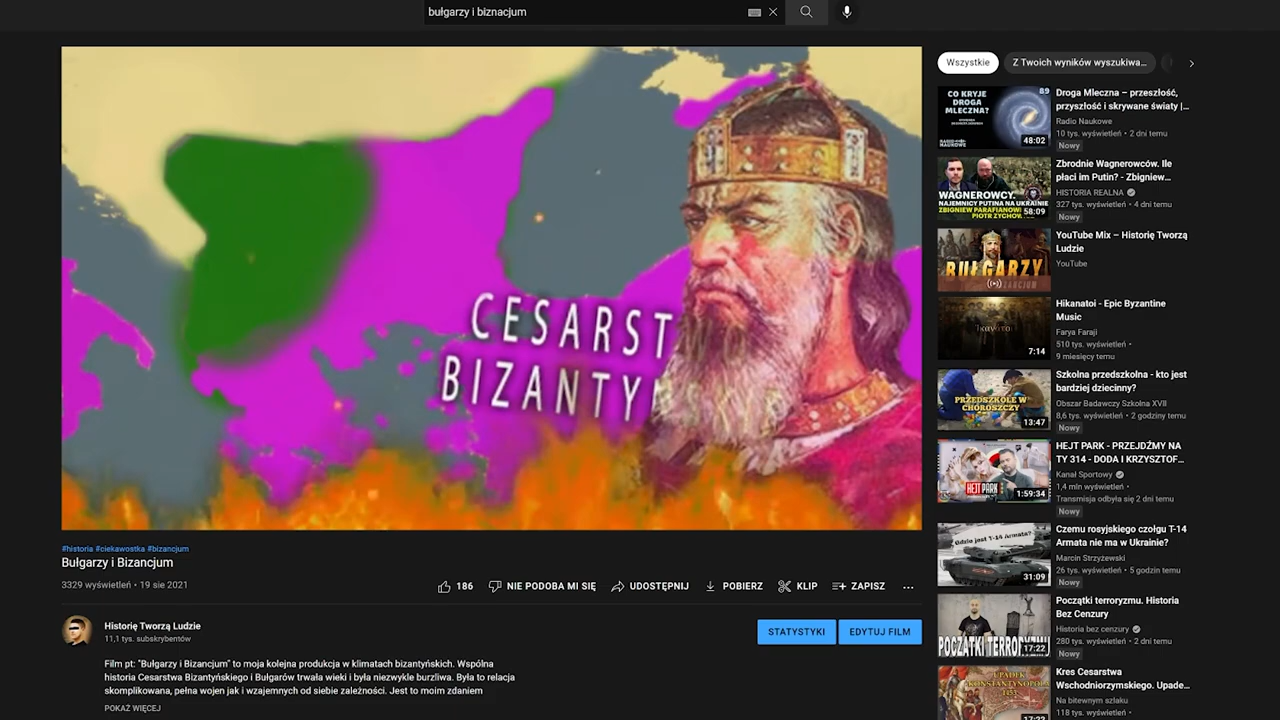 bułgarzy i biznacjum
CESARST
BIZANTY
#historia #ciekawostka #bizancjum
Bułgarzy i Bizancjum
3329 wyświetleń • 19 sie 2021
186 NIE PODOBA MI SIĘ UDOSTĘPNIJ POBIERZ KLIP ZAPISZ
Historię Tworzą Ludzie
11,1 tys. subskrybentów
STATYSTYKI EDYTUJ FILM
Film pt: "Bułgarzy i Bizancjum" to moja kolejna produkcja w klimatach bizantyńskich. Wspólna
historia Cesarstwa Bizantyńskiego i Bułgarów trwała wieki i była niezwykle burzliwa. Była to relacja
skomplikowana, pełna wojen jak i wzajemnych od siebie zależności. Jest to moim zdaniem
POKAŻ WIĘCEJ
Wszystkie Z Twoich wyników wyszukiwa...
CO KRYJE
DROGA
MLECZNA?
89
RADIO
NAUKOWE
48:02
Droga Mleczna – przeszłość,
przyszłość i skrywane światy |...
Radio Naukowe
10 tys. wyświetleń • 2 dni temu
Nowy
WAGNEROWCY.
NAJEMNICY PUTINA NA UKRAINIE
ZBIGNIEW PARAFIANOWICZ
PIOTR ZYCHOWICZ
58:09
Zbrodnie Wagnerowców. Ile
płaci im Putin? - Zbigniew...
HISTORIA REALNA
327 tys. wyświetleń • 4 dni temu
Nowy
BUŁGARZY
YouTube Mix – Historię Tworzą
Ludzie
YouTube
Ἱκανάτοι
7:14
Hikanatoi - Epic Byzantine
Music
Farya Faraji
510 tys. wyświetleń •
9 miesięcy temu
PRZEDSZKOLE W
CHOROSZCZY
13:47
Szkolna przedszkolna - kto jest
bardziej dziecinny?
Obszar Badawczy Szkolna XVII
8,6 tys. wyświetleń • 2 godziny temu
Nowy
HEJT PARK
1:59:34
HEJT PARK - PRZEJDŹMY NA
TY 314 - DODA I KRZYSZTOF...
Kanał Sportowy
1,4 mln wyświetleń •
Transmisja odbyła się 2 dni temu
Nowy
Gdzie jest T-14 Armata?
31:09
Czemu rosyjskiego czołgu T-14
Armata nie ma w Ukrainie?
Marcin Strzyżewski
26 tys. wyświetleń • 5 godzin temu
Nowy
POCZĄTKI TERRORYZMU
17:22
Początki terroryzmu. Historia
Bez Cenzury
Historia bez cenzury
280 tys. wyświetleń • 2 dni temu
Nowy
UPADEK
KONSTANTYNOPOLA
1453
17:22
Kres Cesarstwa
Wschodniorzymskiego. Upade...
Na bitewnym szlaku
118 tys. wyświetleń •